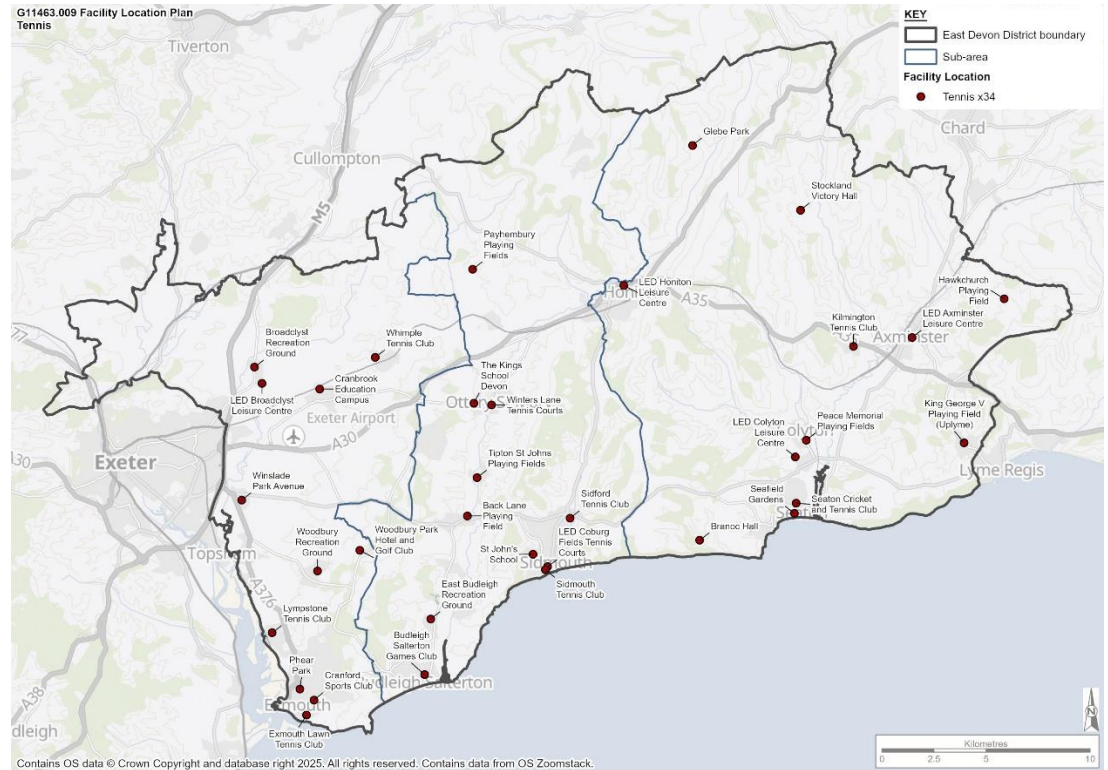 G11463.009 Facility Location Plan
Tennis
KEY
East Devon District boundary
Sub-area
Facility Location
Tennis x34
Tiverton
Cullompton
M5
Chard
Glebe Park
Stockland
Victory Hall
Payhembury
Playing
Fields
LED Honiton
Leisure
Centre
A35
Hawkchurch
Playing
Field
LED Axminster
Leisure Centre
Kilmington
Tennis Club
Axminster
Broadclyst
Recreation
Ground
Whimple
Tennis Club
LED Broadclyst
Leisure Centre
Cranbrook
Education
Campus
The Kings
School
Devon
Winters Lane
Tennis Courts
Exeter Airport
A30
A30
Exeter
King George V
Playing Field
(Uplyme)
Lyme Regis
LED Colyton
Leisure
Centre
Peace Memorial
Playing Fields
Tipton St Johns
Playing Fields
Winslade
Park Avenue
Seafield
Gardens
Seaton Cricket
and Tennis Club
Back Lane
Playing
Field
Sidford
Tennis Club
Branoc Hall
Woodbury
Recreation
Ground
Woodbury Park
Hotel and
Golf Club
Topsham
LED Coburg
Fields Tennis
Courts
St John's
School
Sidmouth
Sidmouth
Tennis Club
A376
East Budleigh
Recreation
Ground
Lympstone
Tennis Club
Budleigh
Salterton
Games Club
Phear
Park
Cranford
Sports Club
Exmouth
Exmouth Lawn
Tennis Club
A38
dleigh
N
Kilometres
0 2.5 5 10
Contains OS data © Crown Copyright and database right 2025. All rights reserved. Contains data from OS Zoomstack.